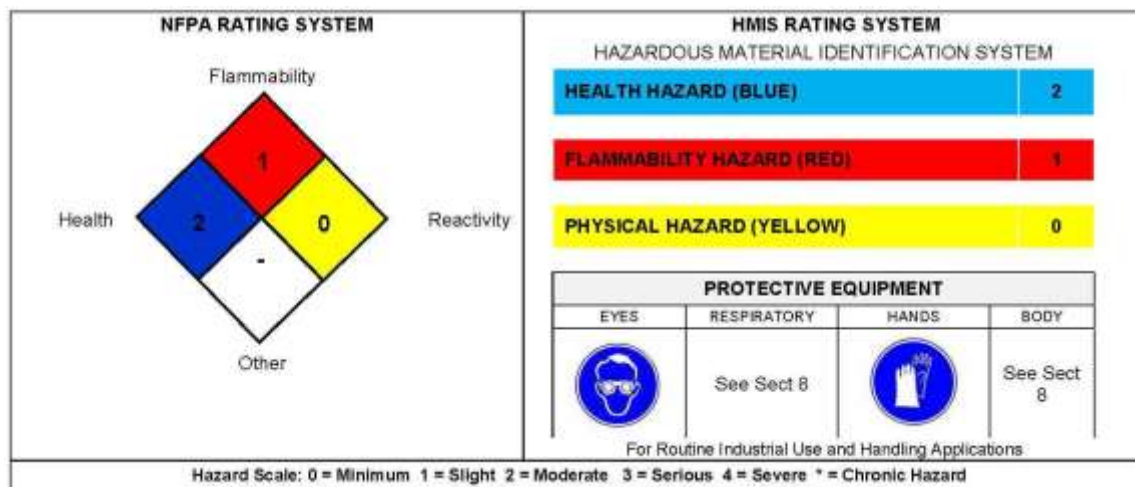 NFPA RATING SYSTEM
Flammability
1
Health
2
0
Reactivity
-
Other
HMIS RATING SYSTEM
HAZARDOUS MATERIAL IDENTIFICATION SYSTEM
HEALTH HAZARD (BLUE) 2
FLAMMABILITY HAZARD (RED) 1
PHYSICAL HAZARD (YELLOW) 0
PROTECTIVE EQUIPMENT
EYES RESPIRATORY HANDS BODY
See Sect 8
See Sect
8
For Routine Industrial Use and Handling Applications
Hazard Scale: 0 = Minimum 1 = Slight 2 = Moderate 3 = Serious 4 = Severe * = Chronic Hazard